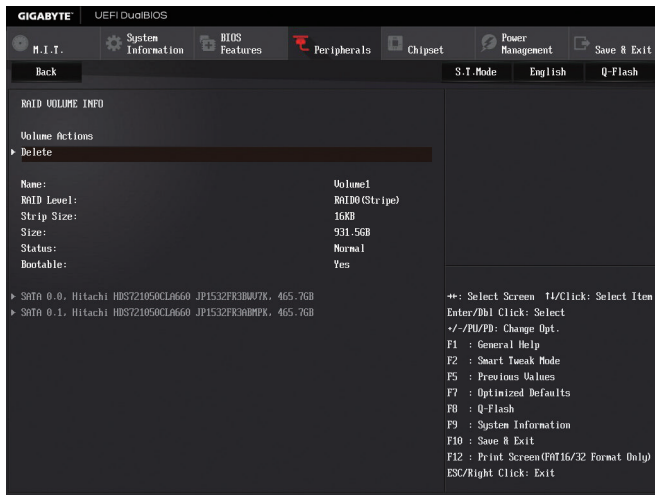 GIGABYTE™ UEFI DualBIOS
M.I.T.
System Information
BIOS Features
Peripherals
Chipset
Power Management
Save & Exit
Back
S.T.Mode English Q-Flash
RAID VOLUME INFO
Volume Actions
Delete
Name: Volume1
RAID Level: RAID0(Stripe)
Strip Size: 16KB
Size: 931.5GB
Status: Normal
Bootable: Yes
SATA 0.0, Hitachi HDS721050CLA660 JP1532FR3BWV7K, 465.7GB
SATA 0.1, Hitachi HDS721050CLA660 JP1532FR3ABMPK, 465.7GB
→←: Select Screen ↑↓/Click: Select Item
Enter/Dbl Click: Select
+/-/PU/PD: Change Opt.
F1 : General Help
F2 : Smart Tweak Mode
F5 : Previous Values
F7 : Optimized Defaults
F8 : Q-Flash
F9 : System Information
F10 : Save & Exit
F12 : Print Screen(FAT16/32 Format Only)
ESC/Right Click: Exit